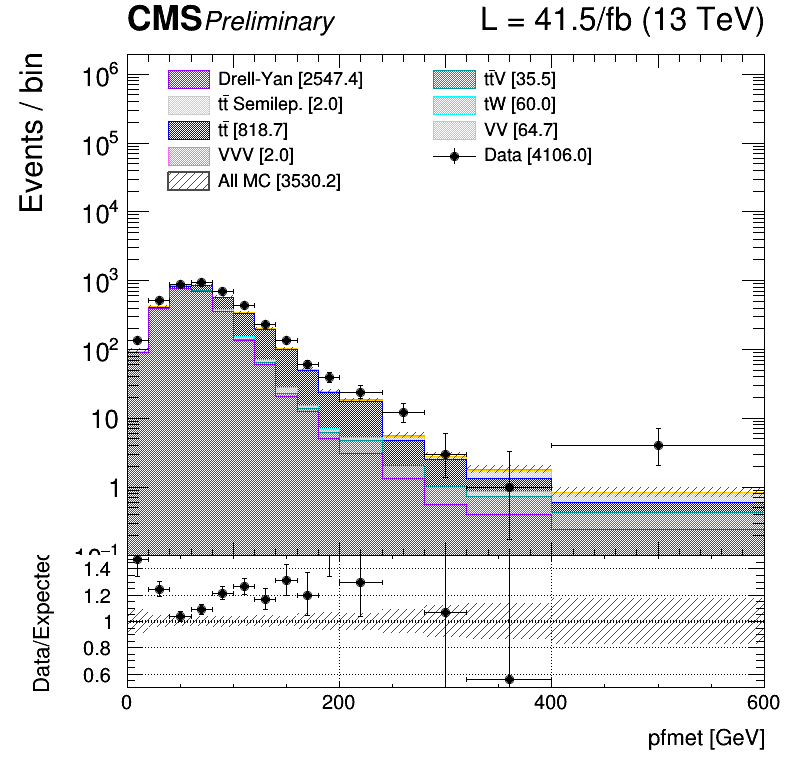 CMS Preliminary L = 41.5/fb (13 TeV)
Events / bin
10⁶
10⁵
10⁴
10³
10²
10
1
10⁻¹
Drell-Yan [2547.4]
tt̄ Semilep. [2.0]
tt̄ [818.7]
VVV [2.0]
All MC [3530.2]
tt̄V [35.5]
tW [60.0]
VV [64.7]
Data [4106.0]
Data/Expected
1.4
1.2
1
0.8
0.6
0 200 400 600
pfmet [GeV]